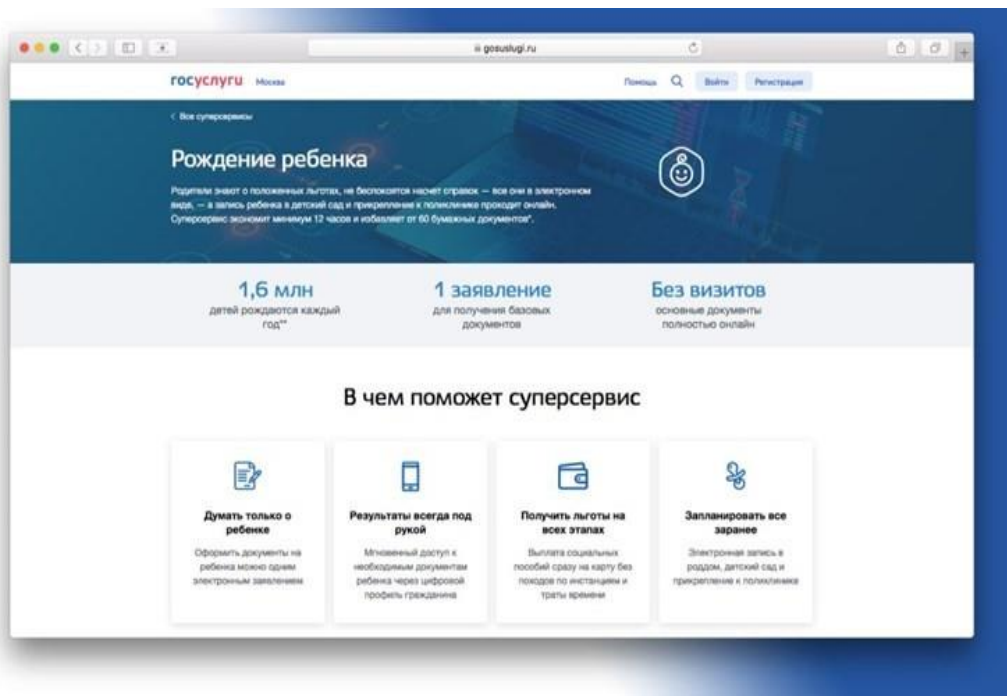 gosuslugi.ru
госуслуги Москва Помощь Войти Регистрация
< Все суперсервисы
Рождение ребенка
Родители знают о положенных льготах, не беспокоятся насчет справок — все они в электронном
виде, — а запись ребенка в детский сад и прикрепление к поликлинике проходит онлайн.
Суперсервис экономит минимум 12 часов и избавляет от 60 бумажных документов*.
1,6 млн
детей рождаются каждый
год**
1 заявление
для получения базовых
документов
Без визитов
основные документы
полностью онлайн
В чем поможет суперсервис
Думать только о
ребенке
Оформить документы на
ребенка можно одним
электронным заявлением
Результаты всегда под
рукой
Мгновенный доступ к
необходимым документам
ребенка через цифровой
профиль гражданина
Получить льготы на
всех этапах
Выплата социальных
пособий сразу на карту без
походов по инстанциям и
траты времени
Запланировать все
заранее
Электронная запись в
роддом, детский сад и
прикрепление к поликлинике